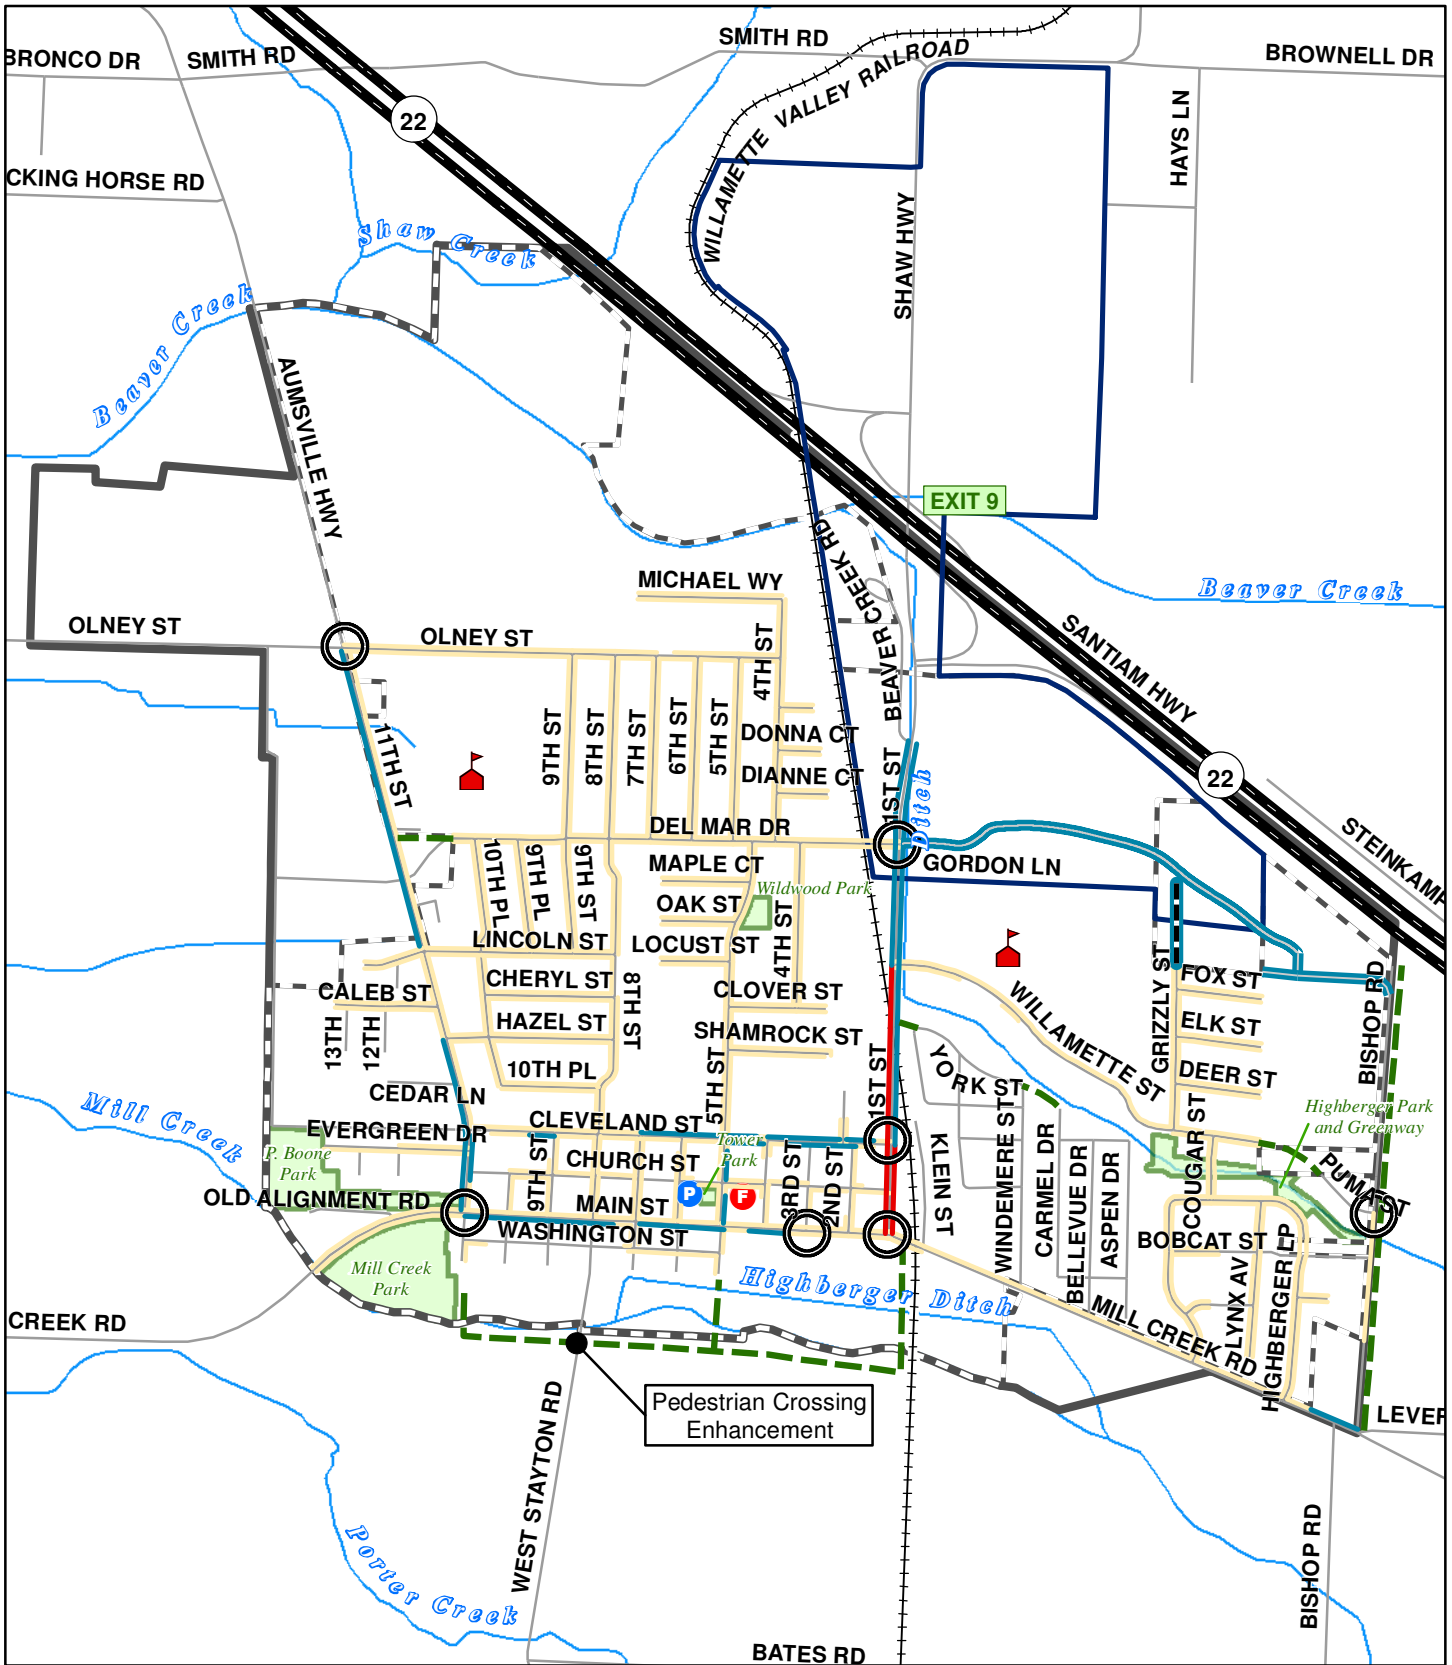 SMITH RD
BRONCO DR
SMITH RD
BROWNELL DR
WILLAMETTE VALLEY RAILROAD
22
HAYS LN
CKING HORSE RD
SHAW HWY
Shaw Creek
Beaver Creek
AUMSVILLE HWY
EXIT 9
BEAVER CREEK RD
MICHAEL WY
Beaver Creek
OLNEY ST
OLNEY ST
SANTIAM HWY
4TH ST
9TH ST
8TH ST
7TH ST
6TH ST
5TH ST
DONNA CT
11TH ST
DIANNE CT
1ST ST
Ditch
22
STEINKAMP
DEL MAR DR
GORDON LN
MAPLE CT
10TH PL
9TH PL
9TH ST
Wildwood Park
OAK ST
4TH ST
LINCOLN ST
LOCUST ST
CHERYL ST
8TH ST
CLOVER ST
CALEB ST
GRIZZLY ST
FOX ST
BISHOP RD
HAZEL ST
SHAMROCK ST
WILLAMETTE ST
ELK ST
13TH
12TH
10TH PL
5TH ST
1ST ST
YORK ST
DEER ST
CEDAR LN
Mill Creek
CLEVELAND ST
Highberger Park
and Greenway
EVERGREEN DR
Tower
Park
P. Boone
Park
CHURCH ST
9TH ST
3RD ST
2ND ST
KLEIN ST
WINDEMERE ST
CARMEL DR
BELLEVUE DR
ASPEN DR
COUGAR ST
PUMA ST
OLD ALIGNMENT RD
MAIN ST
P
F
WASHINGTON ST
BOBCAT ST
Mill Creek
Park
Highberger Ditch
LYNX AV
HIGHBERGER LP
CREEK RD
MILL CREEK RD
Pedestrian Crossing
Enhancement
LEVER
WEST STAYTON RD
Porter Creek
BISHOP RD
BATES RD